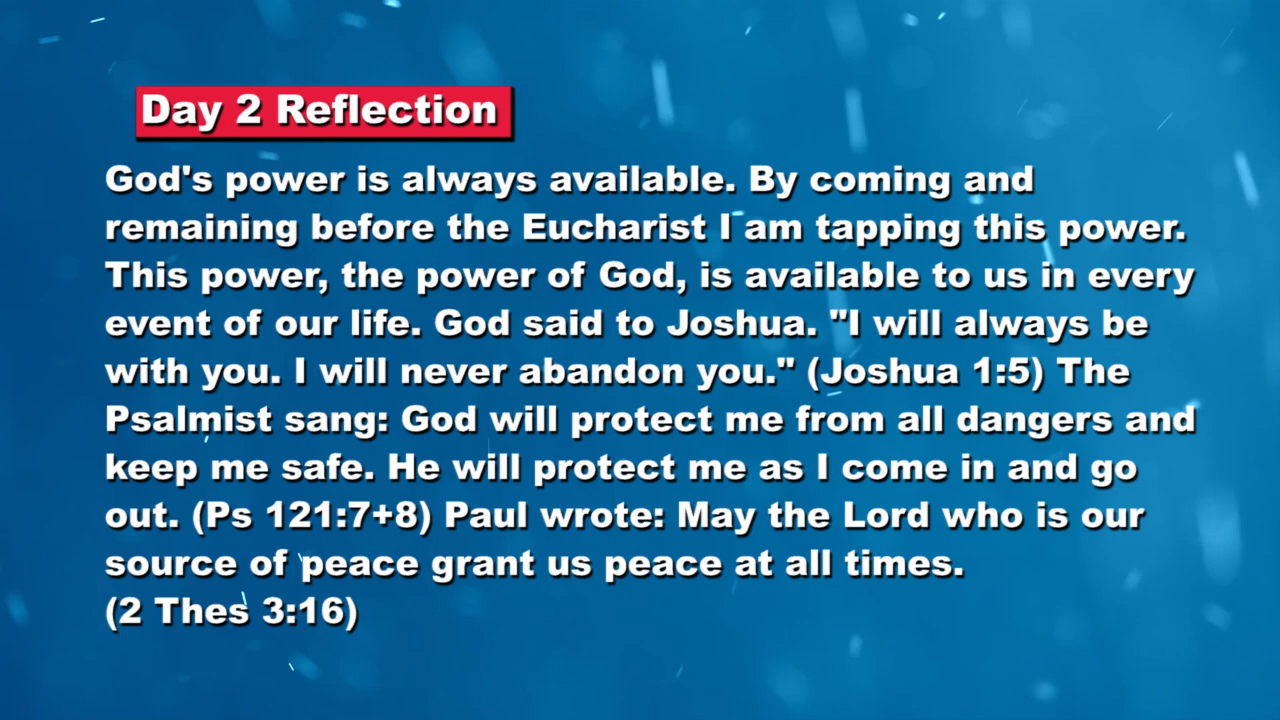 Day 2 Reflection
God's power is always available. By coming and
remaining before the Eucharist I am tapping this power.
This power, the power of God, is available to us in every
event of our life. God said to Joshua. "I will always be
with you. I will never abandon you." (Joshua 1:5) The
Psalmist sang: God will protect me from all dangers and
keep me safe. He will protect me as I come in and go
out. (Ps 121:7+8) Paul wrote: May the Lord who is our
source of peace grant us peace at all times.
(2 Thes 3:16)